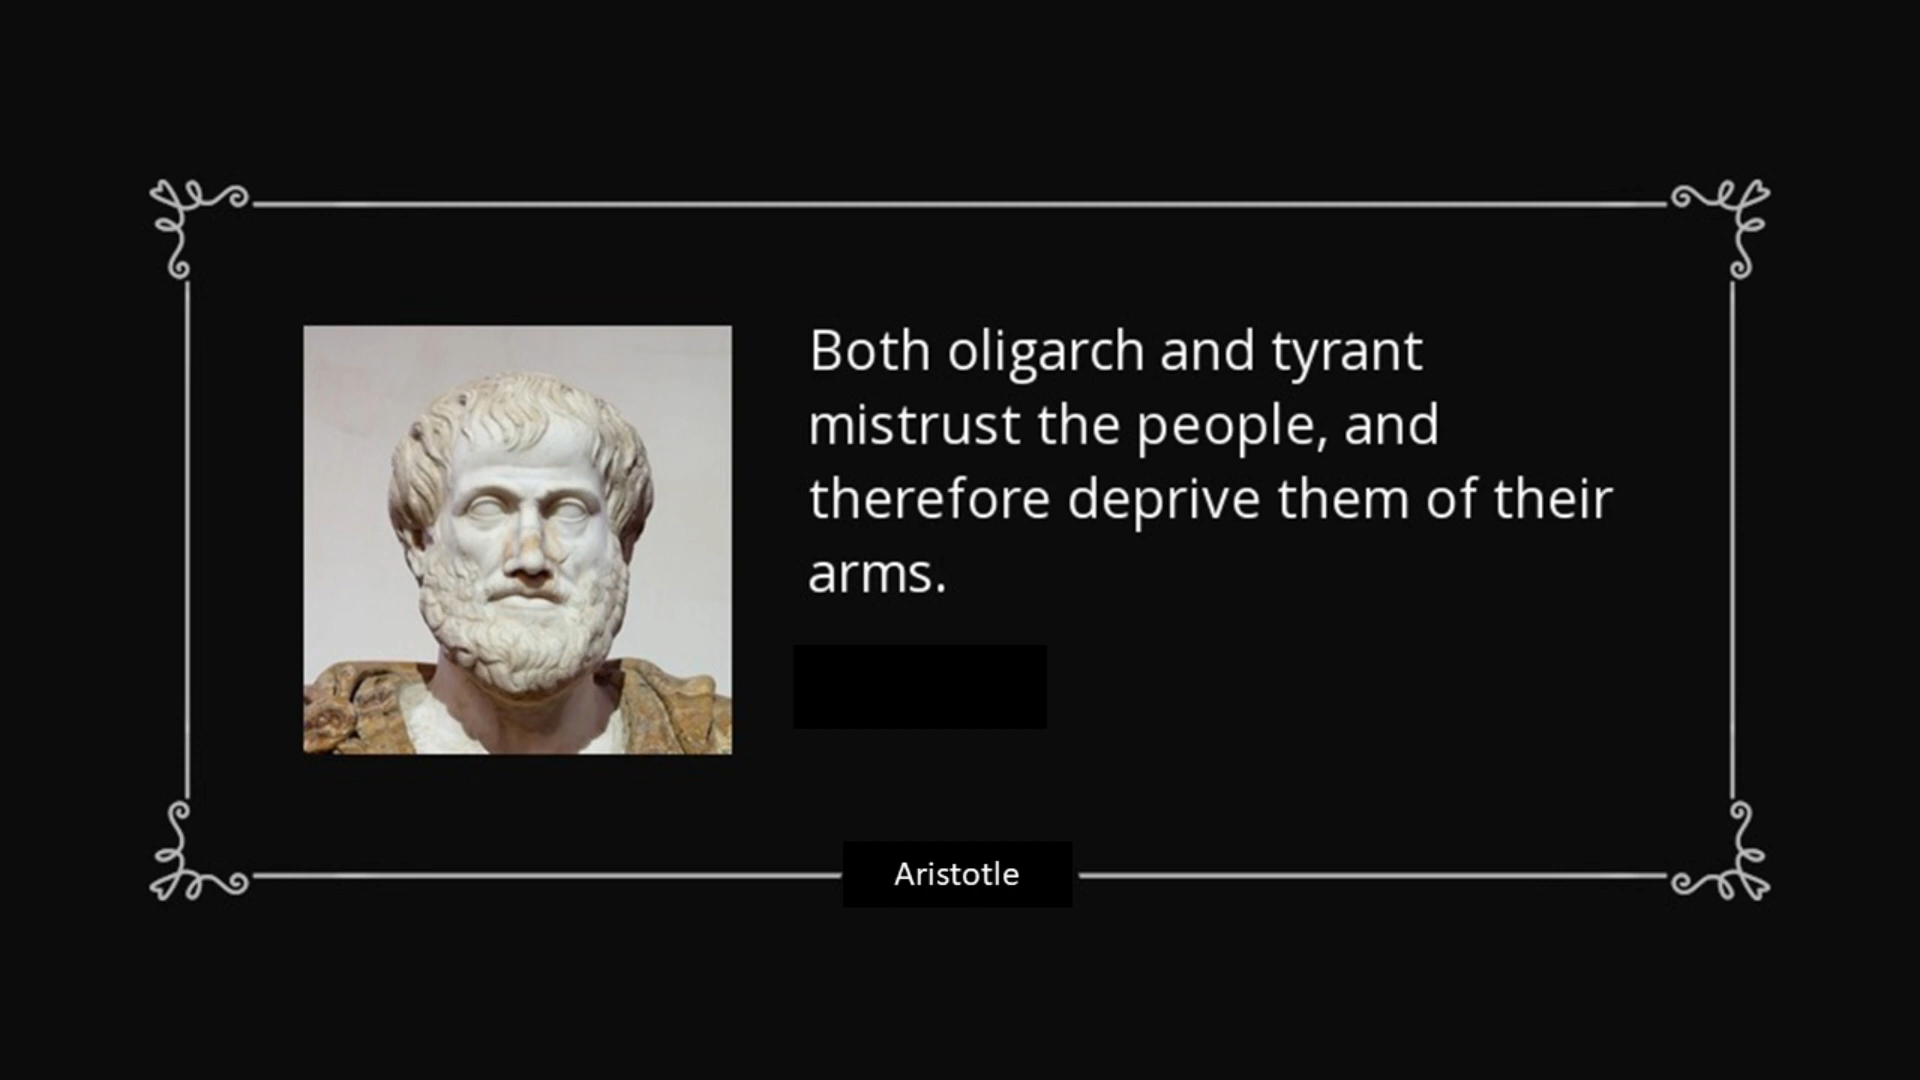 Both oligarch and tyrant
mistrust the people, and
therefore deprive them of their
arms.
Aristotle